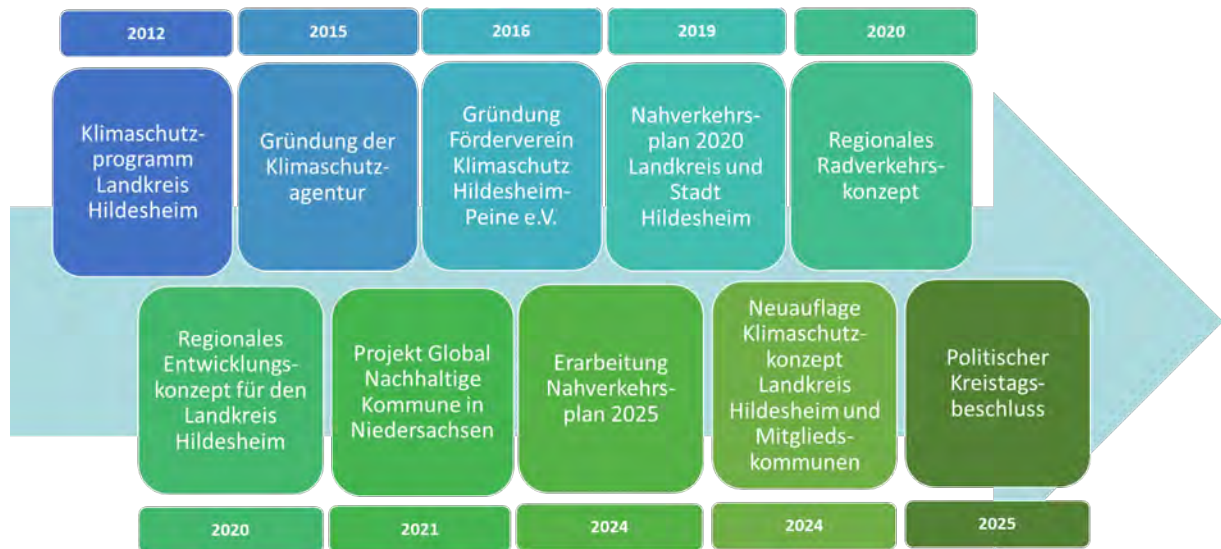 2012
Klimaschutz-
programm
Landkreis
Hildesheim
2015
Gründung der
Klimaschutz-
agentur
2016
Gründung
Förderverein
Klimaschutz
Hildesheim-
Peine e.V.
2019
Nahverkehrs-
plan 2020
Landkreis und
Stadt
Hildesheim
2020
Regionales
Radverkehrs-
konzept
Regionales
Entwicklungs-
konzept für den
Landkreis
Hildesheim
2020
Projekt Global
Nachhaltige
Kommune in
Niedersachsen
2021
Erarbeitung
Nahverkehrs-
plan 2025
2024
Neuauflage
Klimaschutz-
konzept
Landkreis
Hildesheim und
Mitglieds-
kommunen
2024
Politischer
Kreistags-
beschluss
2025